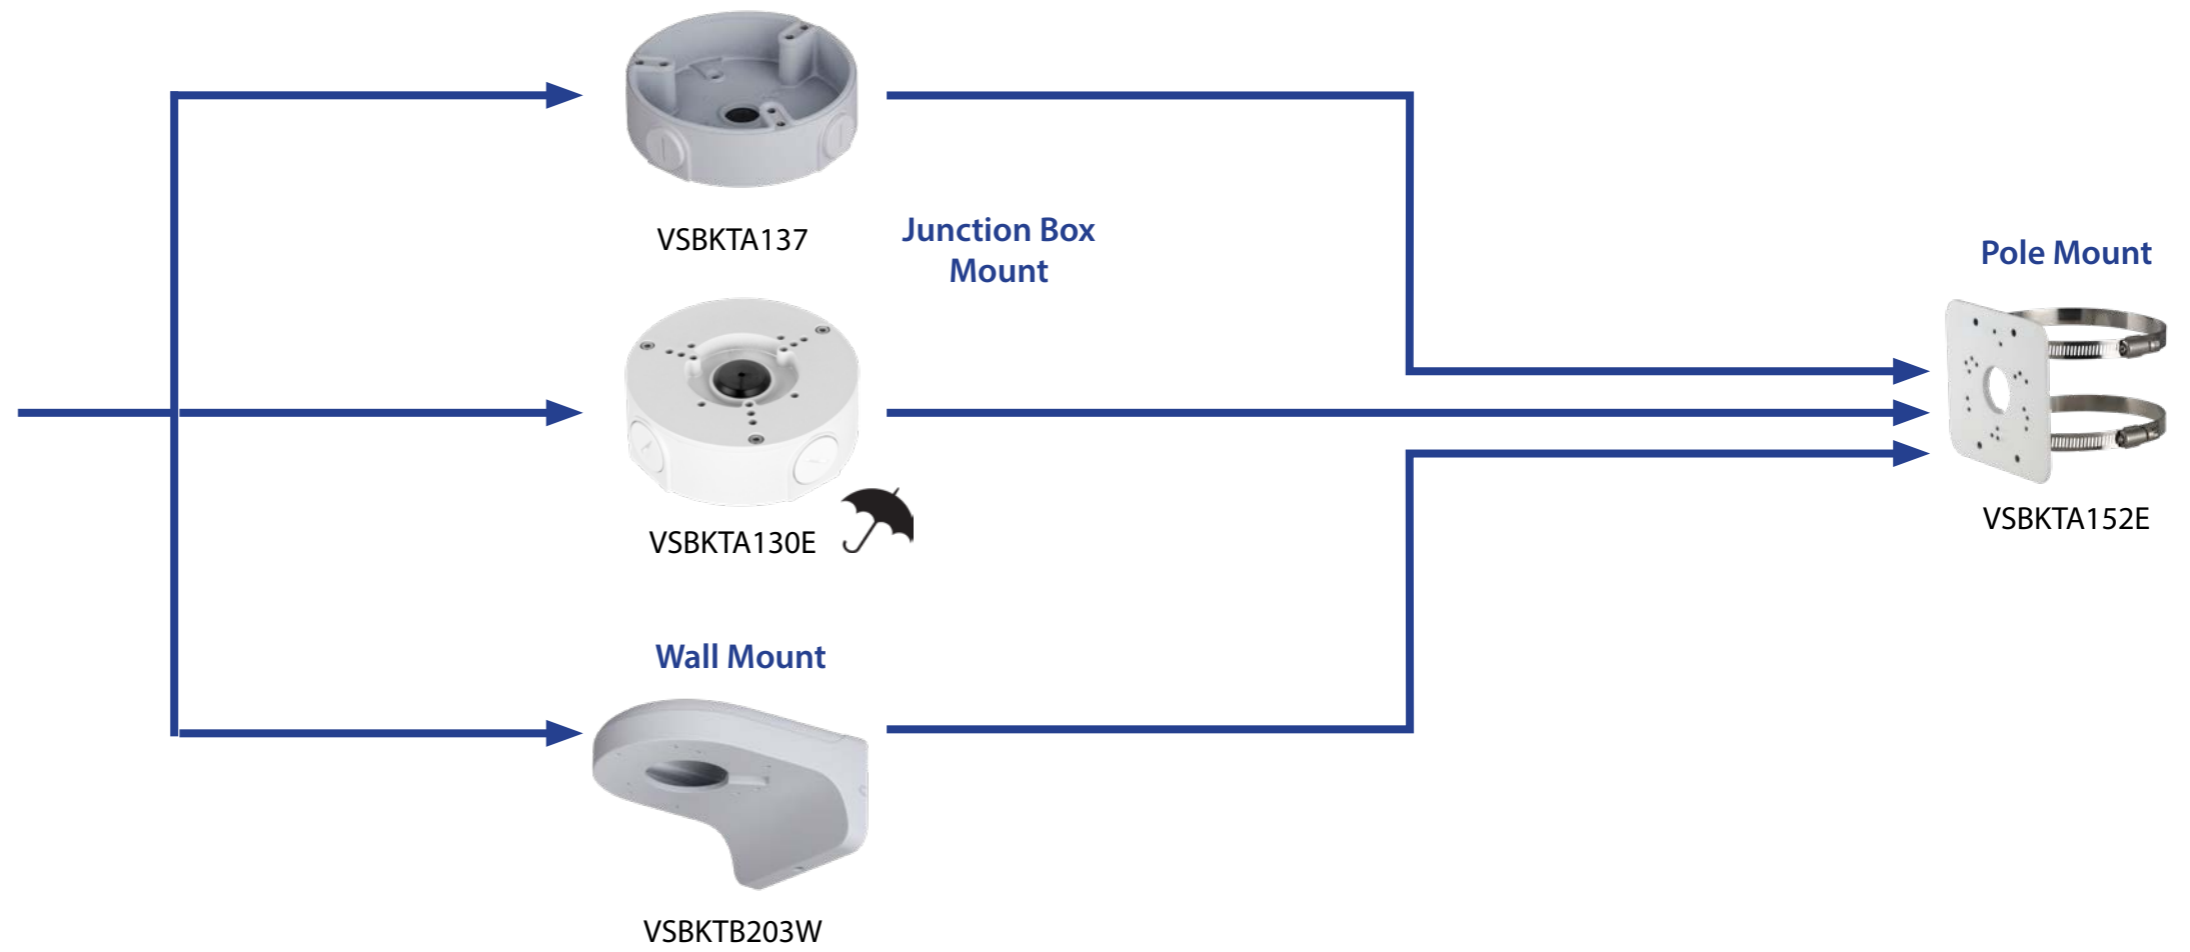 VSBKTA137
Junction Box
Mount
Pole Mount
VSBKTA152E
VSBKTA130E
Wall Mount
VSBKTB203W